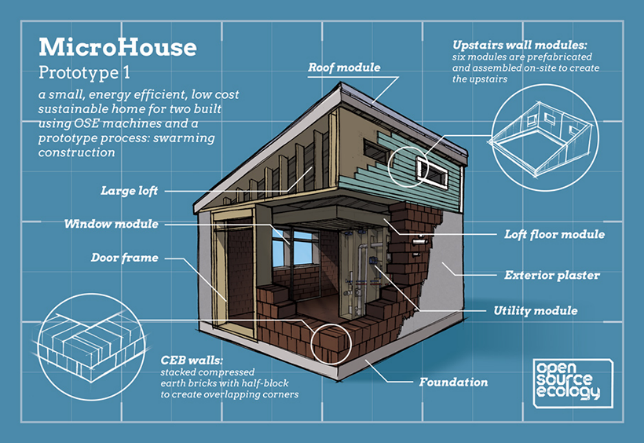 MicroHouse
Prototype 1
a small, energy efficient, low cost
sustainable home for two built
using OSE machines and a
prototype process: swarming
construction
Roof module
Upstairs wall modules:
six modules are prefabricated
and assembled on-site to create
the upstairs
Large loft
Window module
Door frame
Loft floor module
Exterior plaster
Utility module
CEB walls:
stacked compressed
earth bricks with half-block
to create overlapping corners
Foundation
open
source
ecology